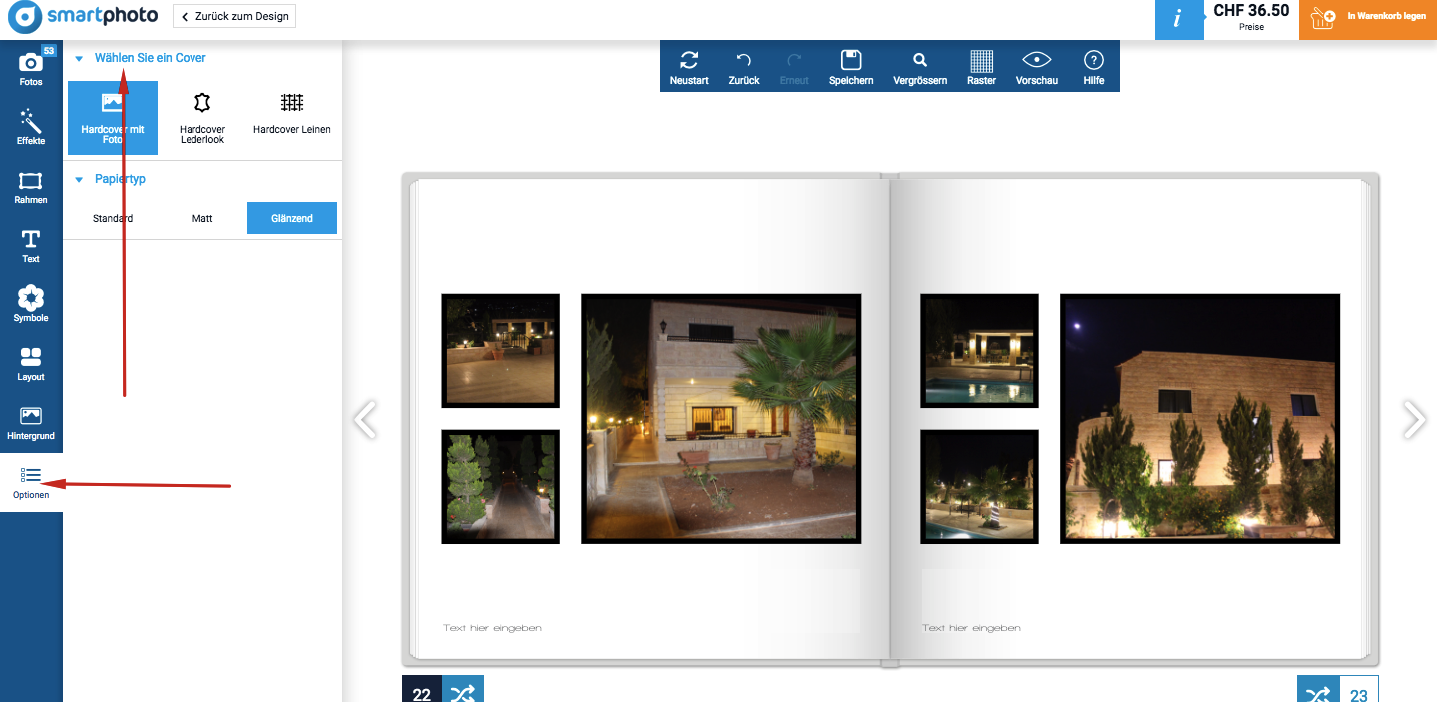 smartphoto
Zurück zum Design
i
CHF 36.50
Preise
In Warenkorb legen
53
Fotos
Effekte
Rahmen
Text
Symbole
Layout
Hintergrund
Optionen
Wählen Sie ein Cover
Hardcover mit
Foto
Hardcover
Lederlook
Hardcover Leinen
Papiertyp
Standard
Matt
Glänzend
Neustart
Zurück
Erneut
Speichern
Vergrössern
Raster
Vorschau
?
Hilfe
Text hier eingeben
Text hier eingeben
22
23